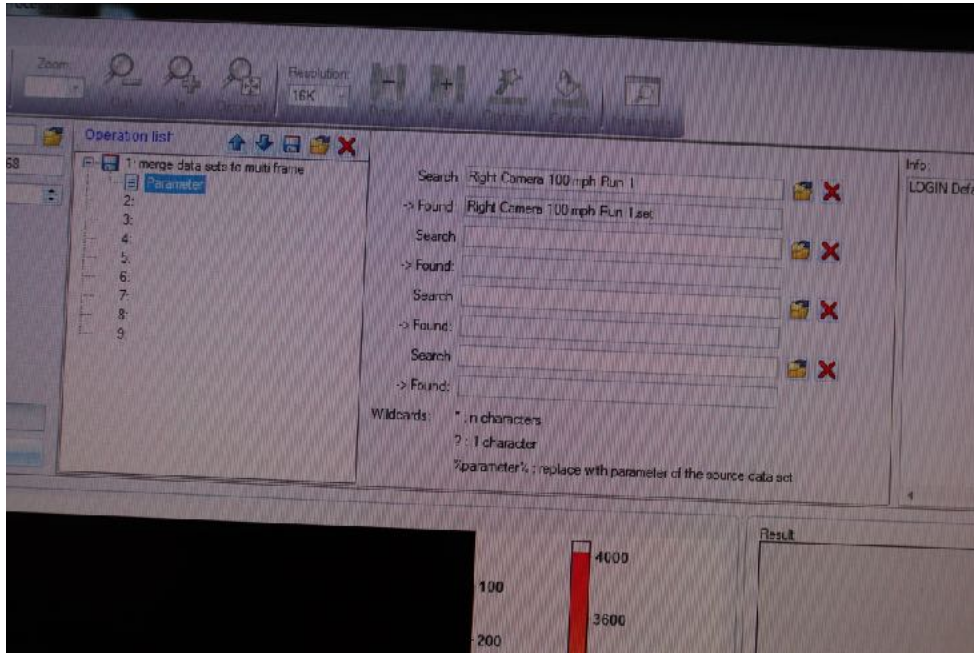 Zoom:
Resolution:
16K
Operation list:
58
1: merge data sets to multi frame
Parameter
2:
3:
4:
5:
6:
7:
8:
9:
Search Right Camera 100 mph Run 1
-> Found: Right Camera 100 mph Run 1.set
Search
-> Found:
Search
-> Found:
Search
-> Found:
Wildcards: * : n characters
? : 1 character
%parameter% : replace with parameter of the source data set
Info:
LOGIN
Result
100
200
4000
3600